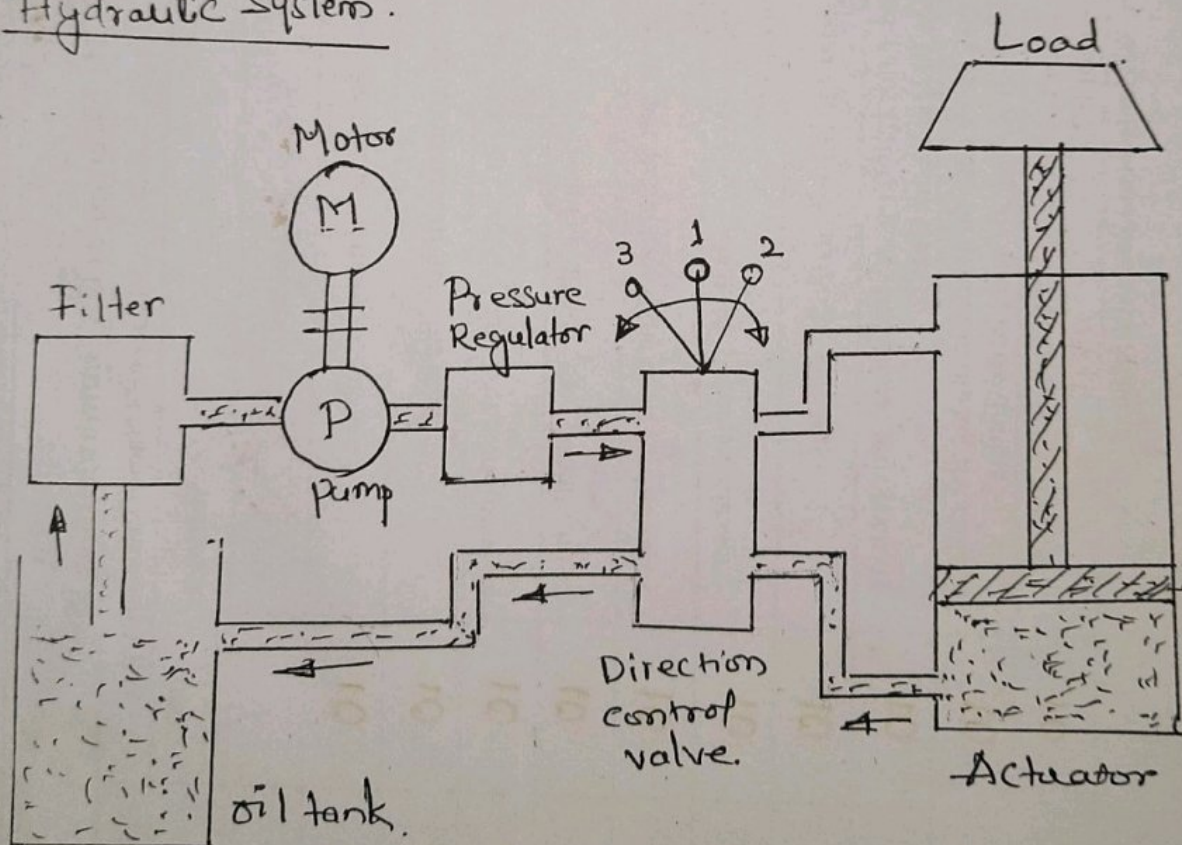 Hydraulic System.
Load
Motor
M
Filter
Pressure
Regulator
3
1
2
P
pump
Direction
control
valve.
Actuator
oil tank.